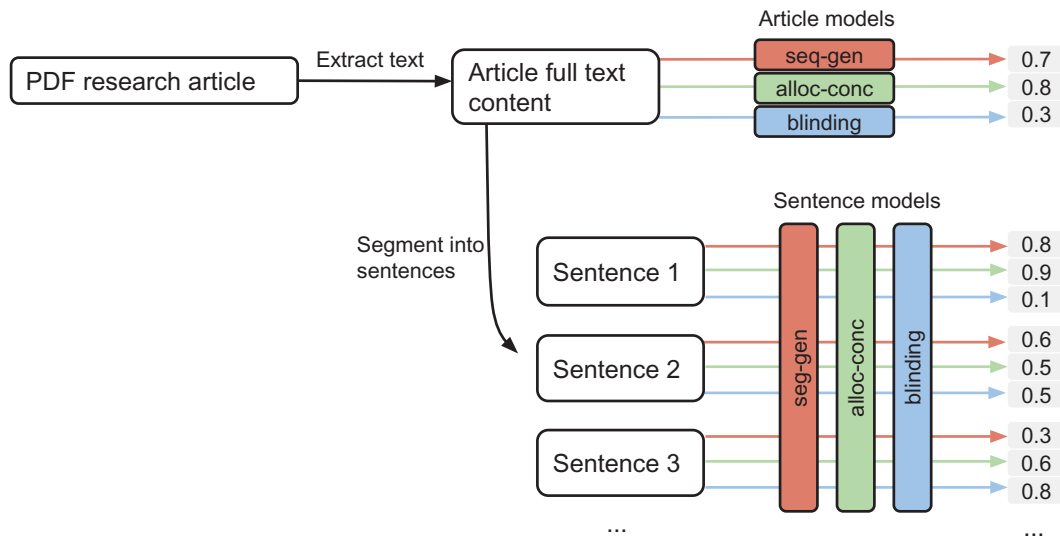 Article models
PDF research article
Extract text
Article full text
content
seq-gen
alloc-conc
blinding
0.7
0.8
0.3
Segment into
sentences
Sentence models
Sentence 1
Sentence 2
Sentence 3
...
seg-gen
alloc-conc
blinding
0.8
0.9
0.1
0.6
0.5
0.5
0.3
0.6
0.8
...